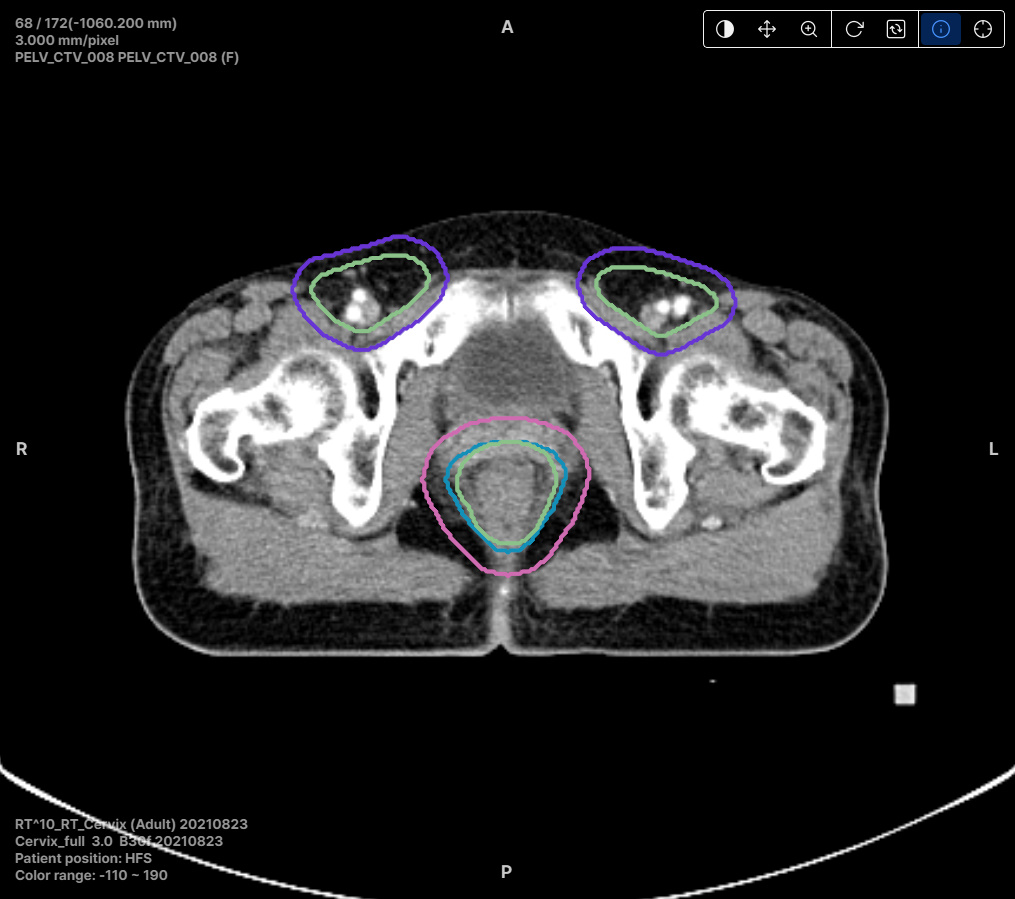 68 / 172(-1060.200 mm)
3.000 mm/pixel
PELV_CTV_008 PELV_CTV_008 (F)
A
R
L
RT^10_RT_Cervix (Adult) 20210823
Cervix_full 3.0 B30f 20210823
Patient position: HFS
Color range: -110 ~ 190
P